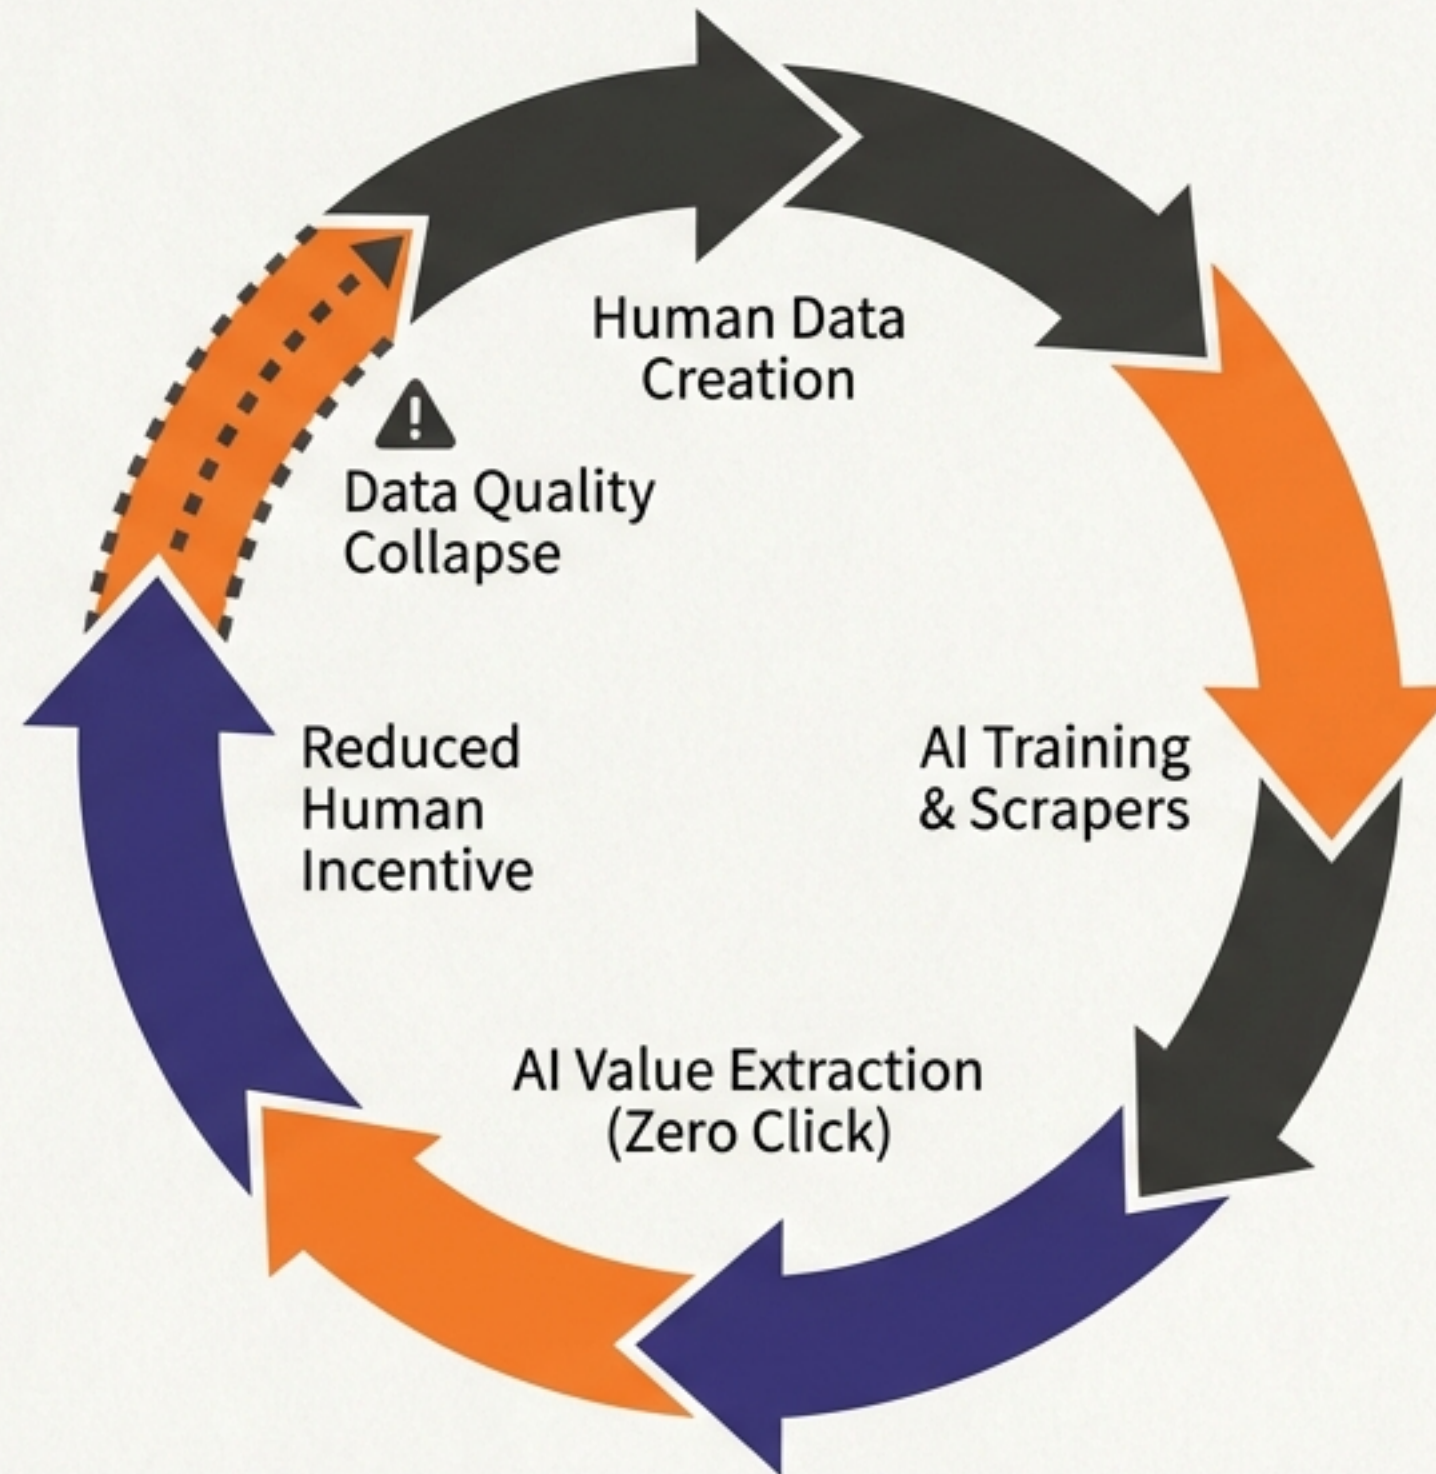 Human Data
Creation
Data Quality
Collapse
Reduced
Human
Incentive
AI Training
& Scrapers
AI Value Extraction
(Zero Click)